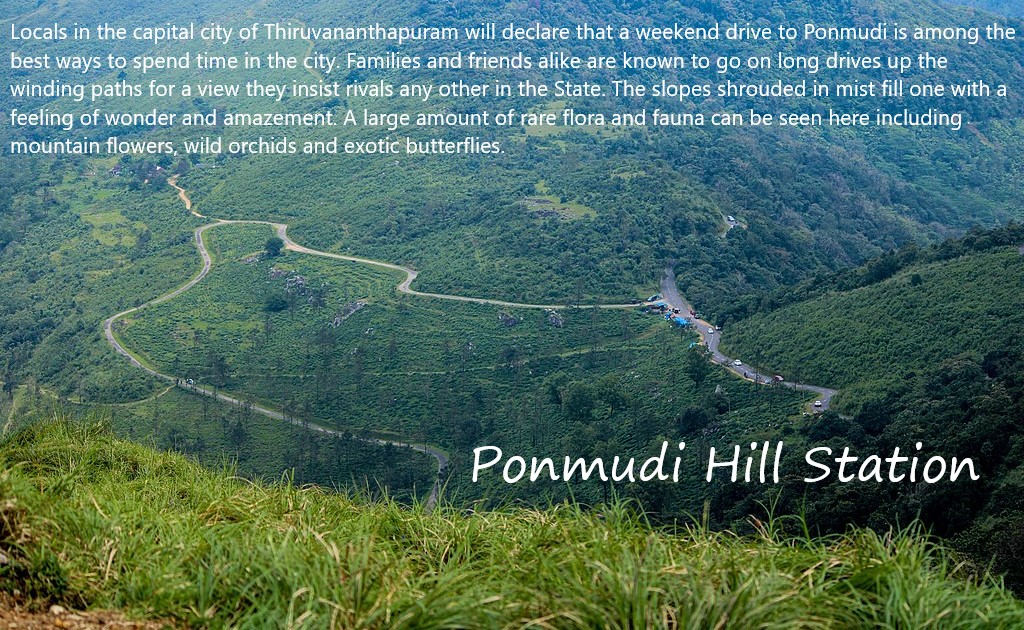 Locals in the capital city of Thiruvananthapuram will declare that a weekend drive to Ponmudi is among the
best ways to spend time in the city. Families and friends alike are known to go on long drives up the
winding paths for a view they insist rivals any other in the State. The slopes shrouded in mist fill one with a
feeling of wonder and amazement. A large amount of rare flora and fauna can be seen here including
mountain flowers, wild orchids and exotic butterflies.
Ponmudi Hill Station